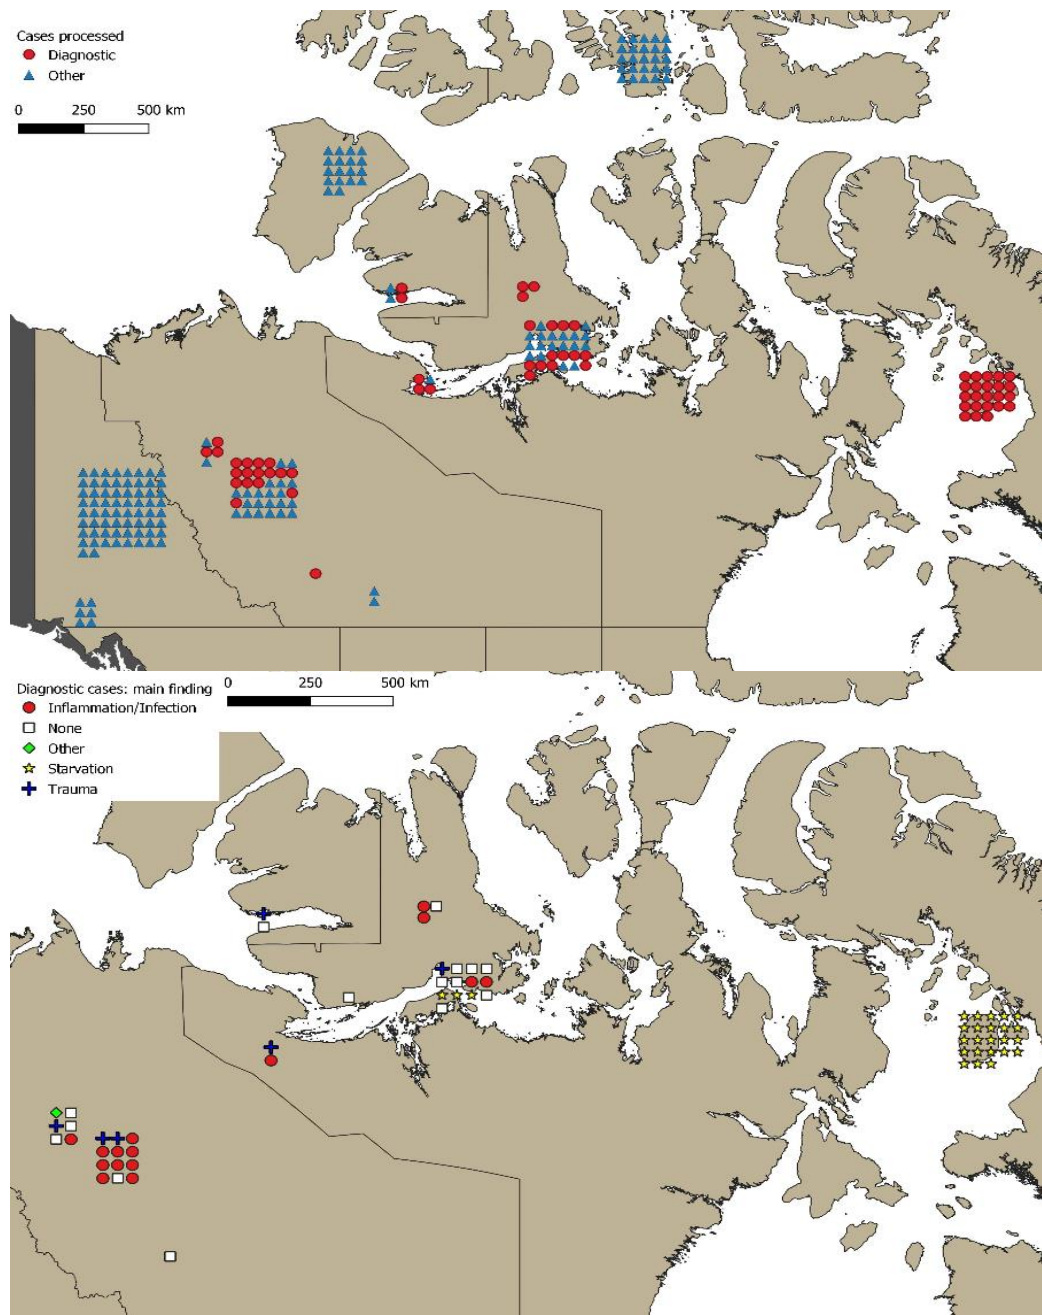 Cases processed
Diagnostic
Other
0 250 500 km
Diagnostic cases: main finding
Inflammation/Infection
None
Other
Starvation
Trauma
0 250 500 km